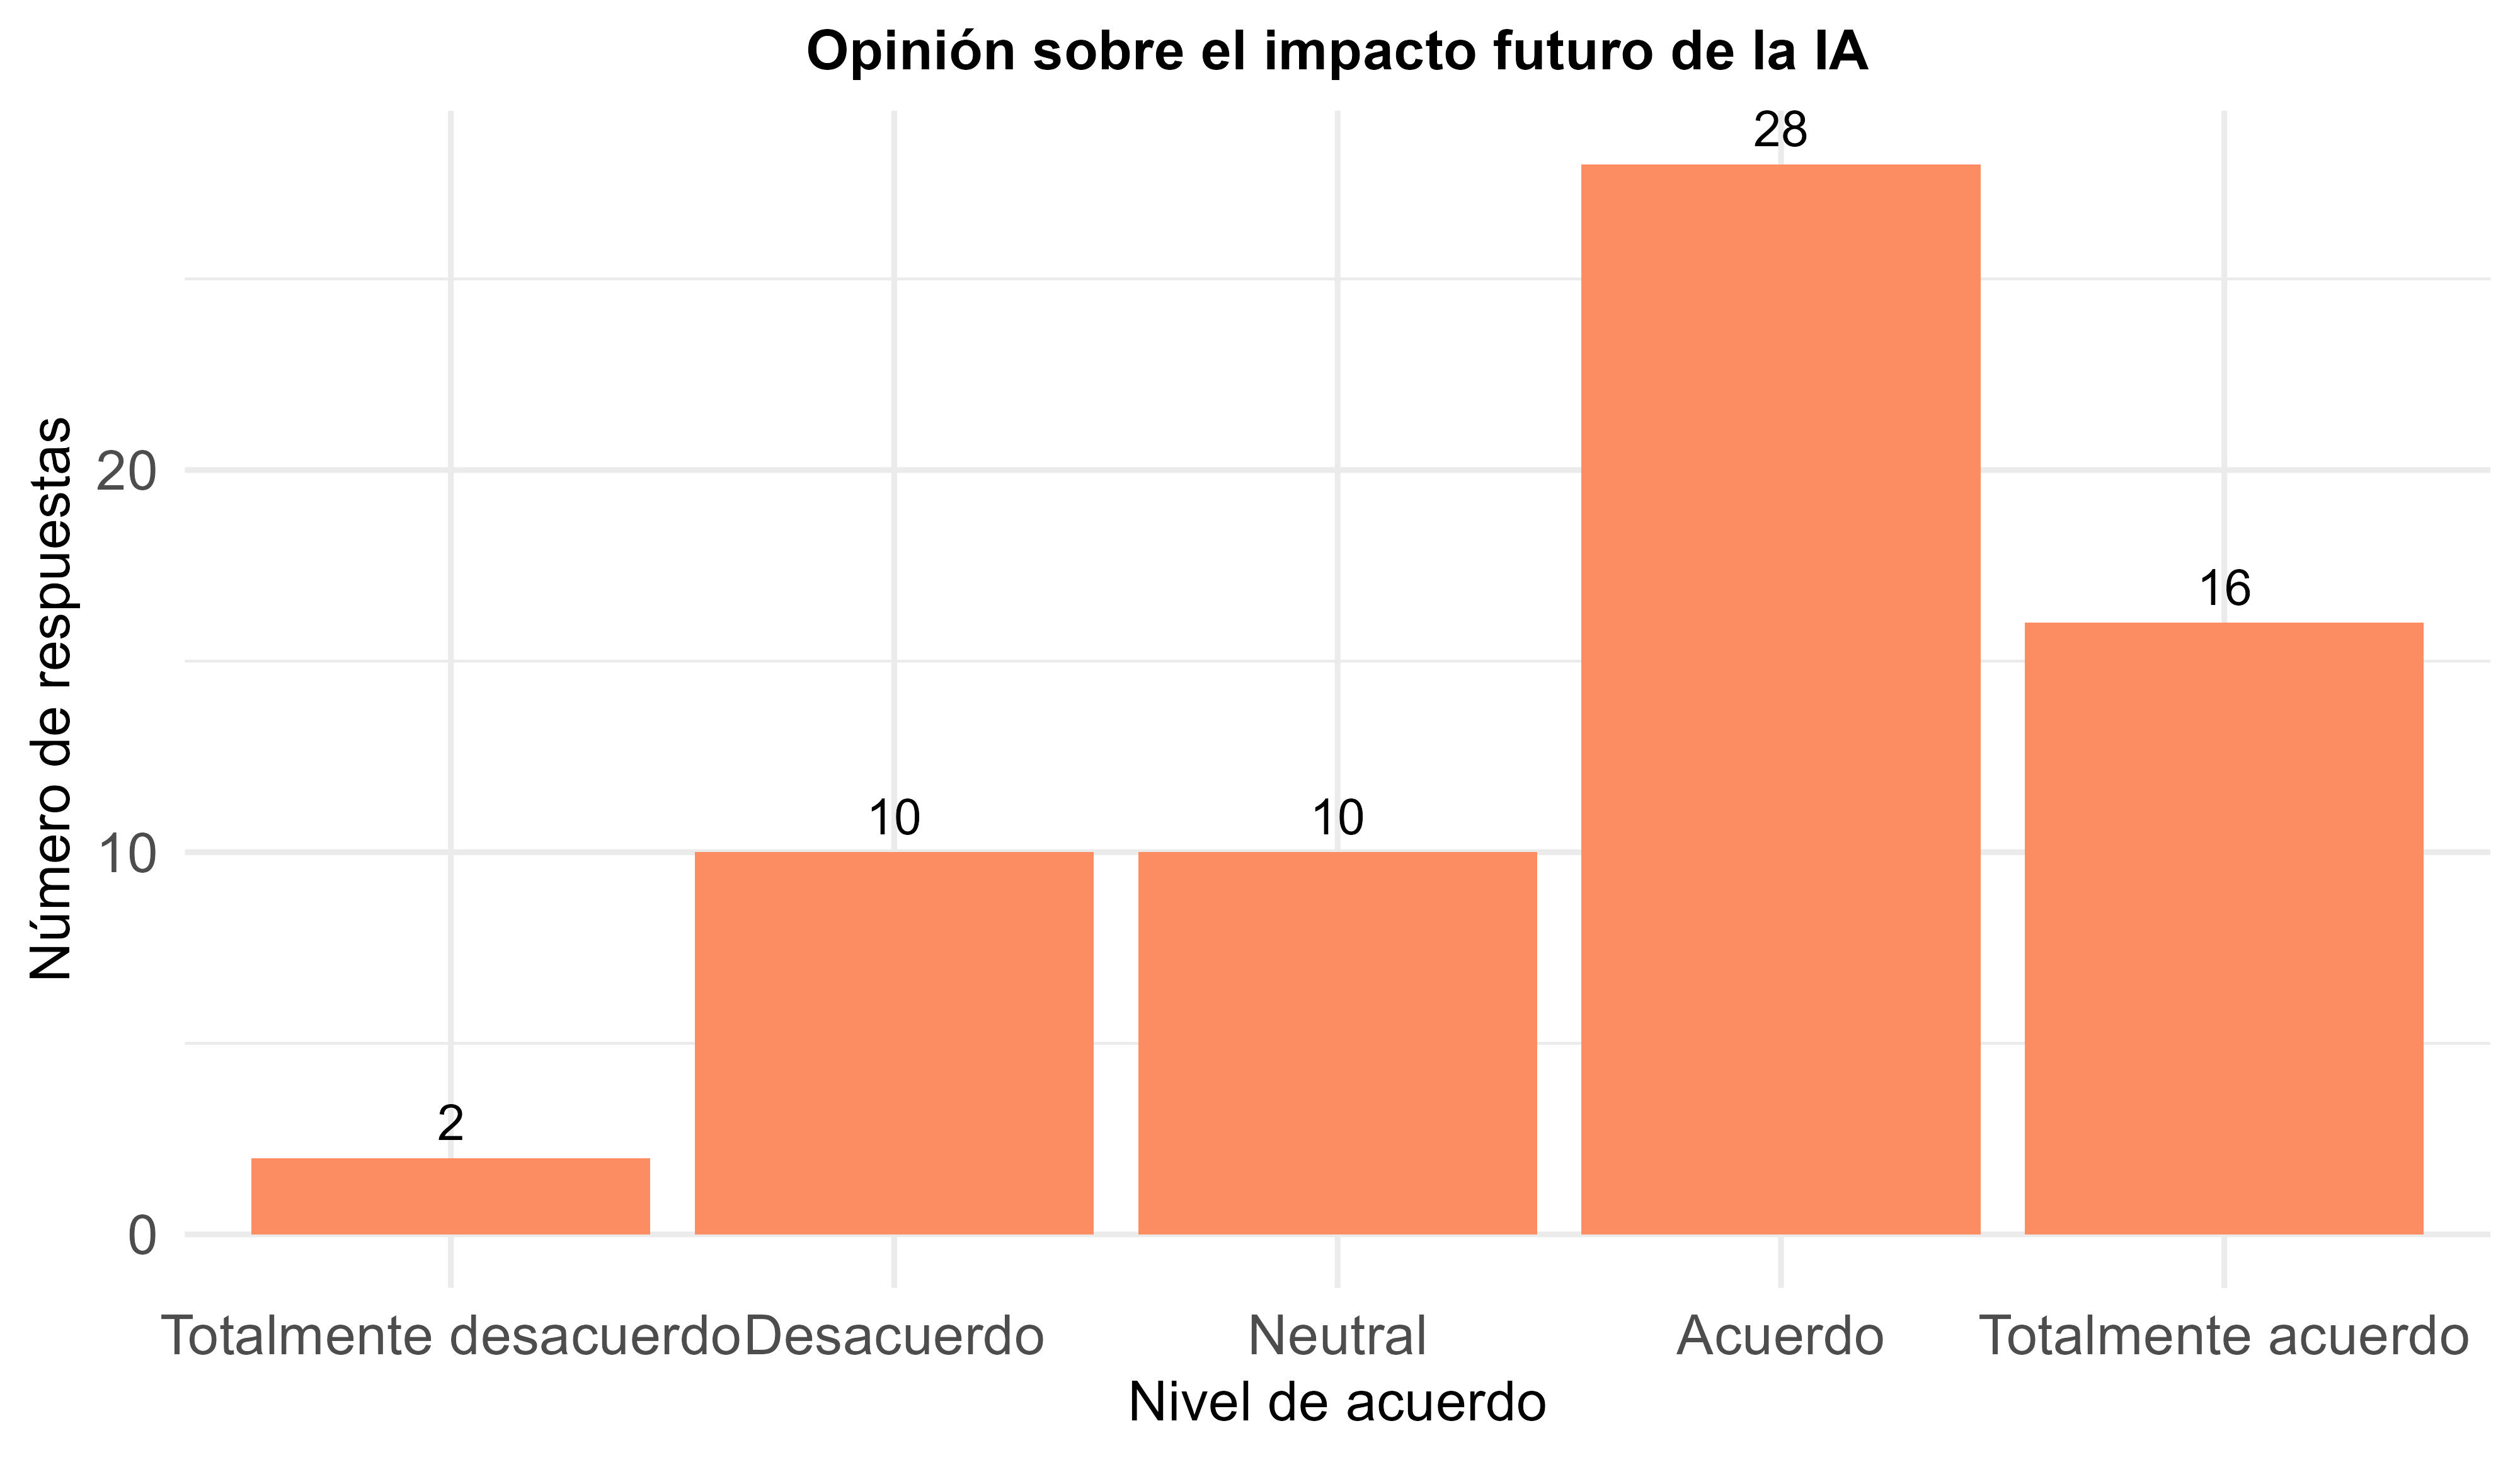 Opinión sobre el impacto futuro de la IA
28
16
10
10
2
Número de respuestas
20
10
0
Totalmente desacuerdo
Desacuerdo
Neutral
Acuerdo
Totalmente acuerdo
Nivel de acuerdo